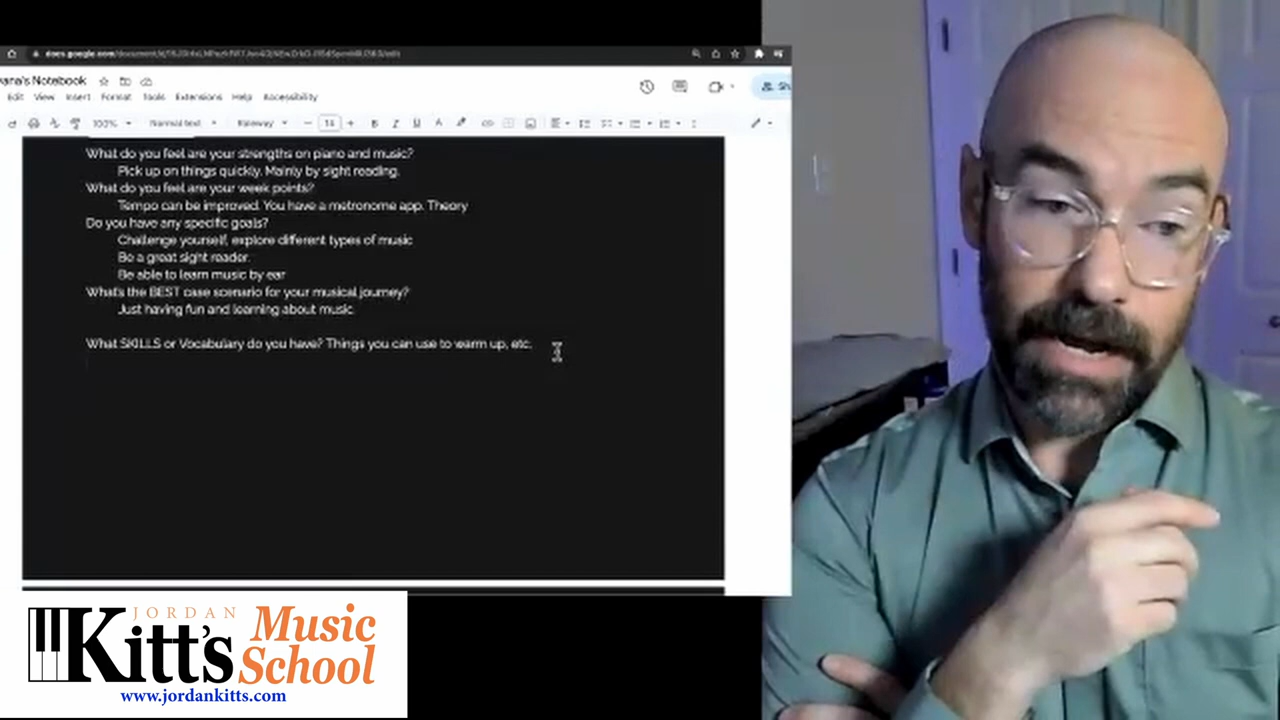 ana's Notebook
Edit View Insert Format Tools Extensions Help Accessibility
100% Normal text Raleway 14
What do you feel are your strengths on piano and music?
Pick up on things quickly. Mainly by sight reading.
What do you feel are your week points?
Tempo can be improved. You have a metronome app. Theory
Do you have any specific goals?
Challenge yourself, explore different types of music
Be a great sight reader.
Be able to learn music by ear
What's the BEST case scenario for your musical journey?
Just having fun and learning about music.
What SKILLS or Vocabulary do you have? Things you can use to warm up, etc.
JORDAN
Kitt's Music School
www.jordankitts.com